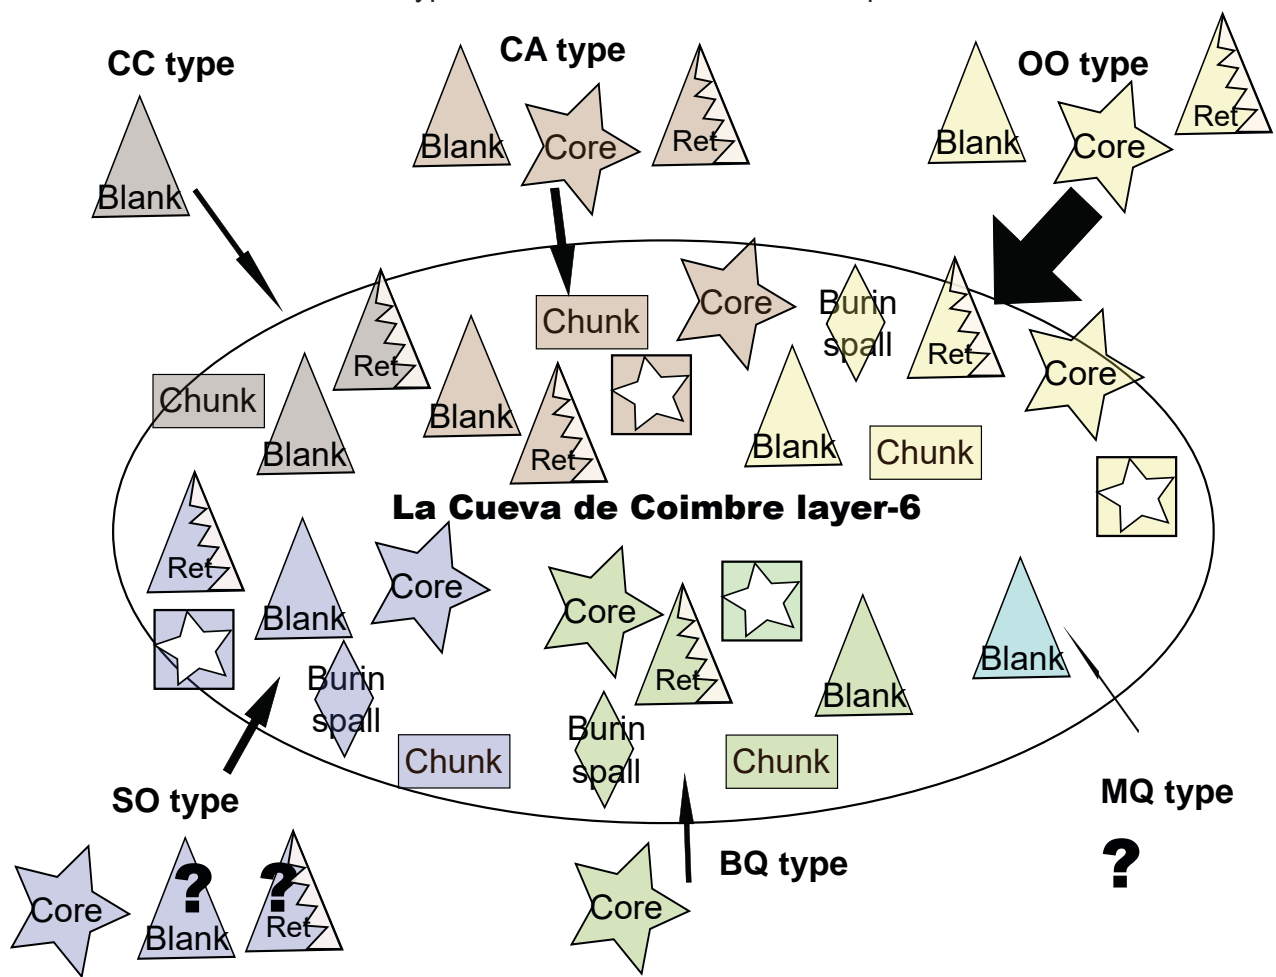 CC type
CA type
OO type
Blank
Blank
Core
Ret
Blank
Core
Ret
Chunk
Blank
Ret
Blank
Chunk
Ret
Core
Burin
spall
Blank
Ret
Chunk
Core
La Cueva de Coimbre layer-6
Ret
Blank
Core
Burin
spall
Chunk
Core
Ret
Burin
spall
Blank
Chunk
Blank
SO type
Core
?
Blank
?
Ret
BQ type
Core
MQ type
?